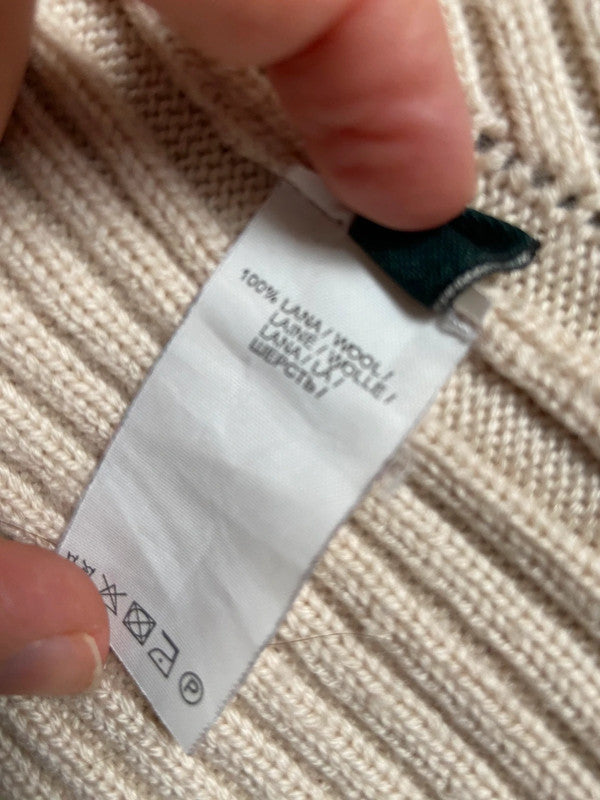 100% LANA / WOOL /
LAINE / WOLLE /
LANA / LÃ /
ШЕРСТЬ /
P